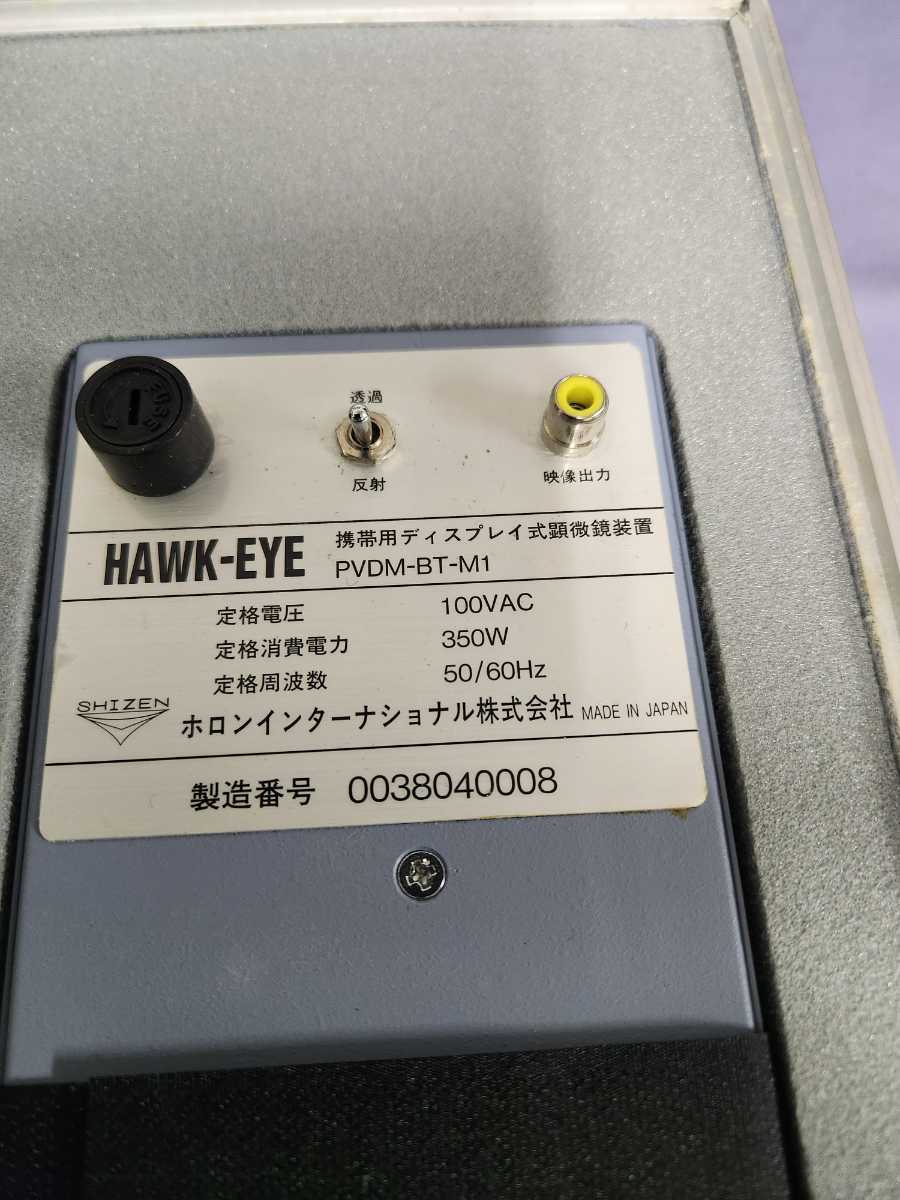 FUSE
透過
反射
映像出力
HAWK-EYE
携帯用ディスプレイ式顕微鏡装置
PVDM-BT-M1
定格電圧 100VAC
定格消費電力 350W
定格周波数 50/60Hz
SHIZEN
ホロンインターナショナル株式会社 MADE IN JAPAN
製造番号 0038040008